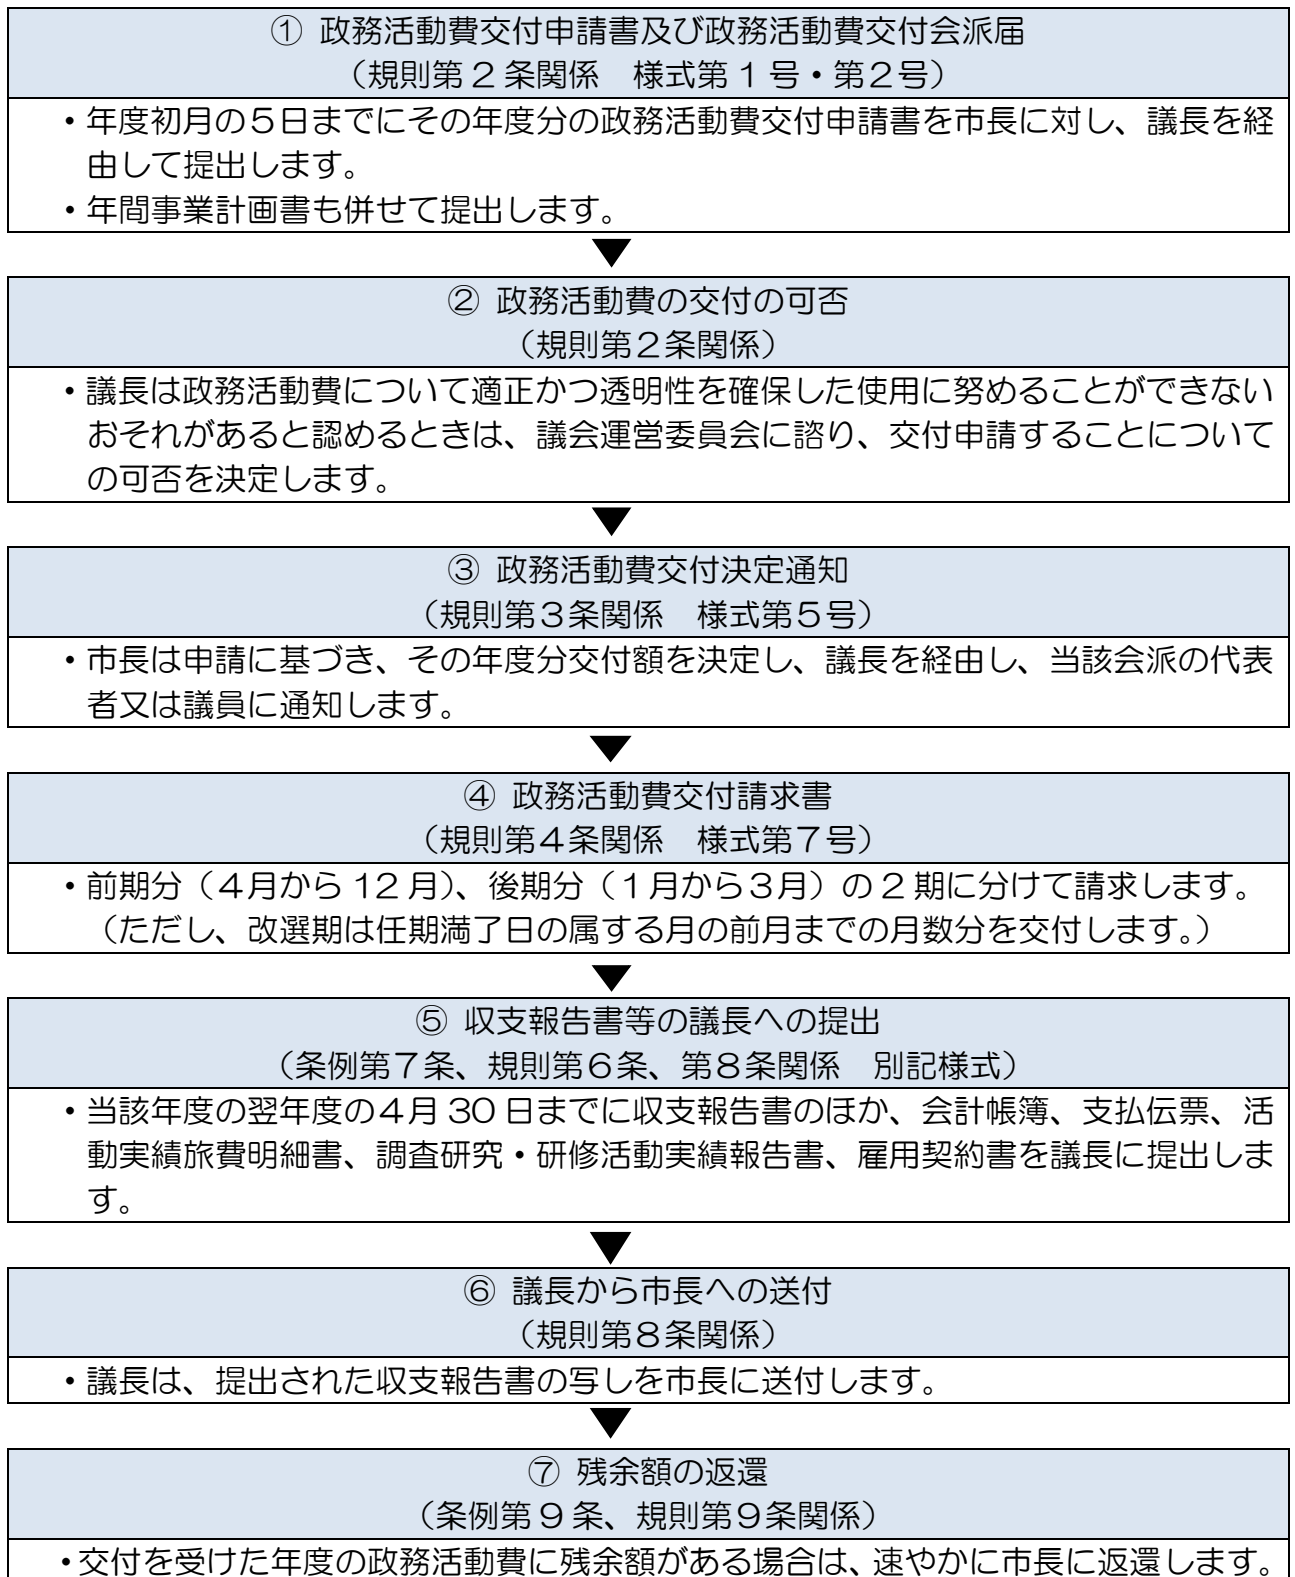 ① 政務活動費交付申請書及び政務活動費交付会派届
（規則第２条関係　様式第１号・第２号）
・年度初月の５日までにその年度分の政務活動費交付申請書を市長に対し、議長を経
由して提出します。
・年間事業計画書も併せて提出します。
▼
② 政務活動費の交付の可否
（規則第２条関係）
・議長は政務活動費について適正かつ透明性を確保した使用に努めることができない
おそれがあると認めるときは、議会運営委員会に諮り、交付申請することについて
の可否を決定します。
▼
③ 政務活動費交付決定通知
（規則第３条関係　様式第５号）
・市長は申請に基づき、その年度分交付額を決定し、議長を経由し、当該会派の代表
者又は議員に通知します。
▼
④ 政務活動費交付請求書
（規則第４条関係　様式第７号）
・前期分（４月から 12 月）、後期分（１月から３月）の２期に分けて請求します。
（ただし、改選期は任期満了日の属する月の前月までの月数分を交付します。）
▼
⑤ 収支報告書等の議長への提出
（条例第７条、規則第６条、第８条関係　別記様式）
・当該年度の翌年度の４月 30 日までに収支報告書のほか、会計帳簿、支払伝票、活
動実績旅費明細書、調査研究・研修活動実績報告書、雇用契約書を議長に提出しま
す。
▼
⑥ 議長から市長への送付
（規則第８条関係）
・議長は、提出された収支報告書の写しを市長に送付します。
▼
⑦ 残余額の返還
（条例第９条、規則第９条関係）
・交付を受けた年度の政務活動費に残余額がある場合は、速やかに市長に返還します。